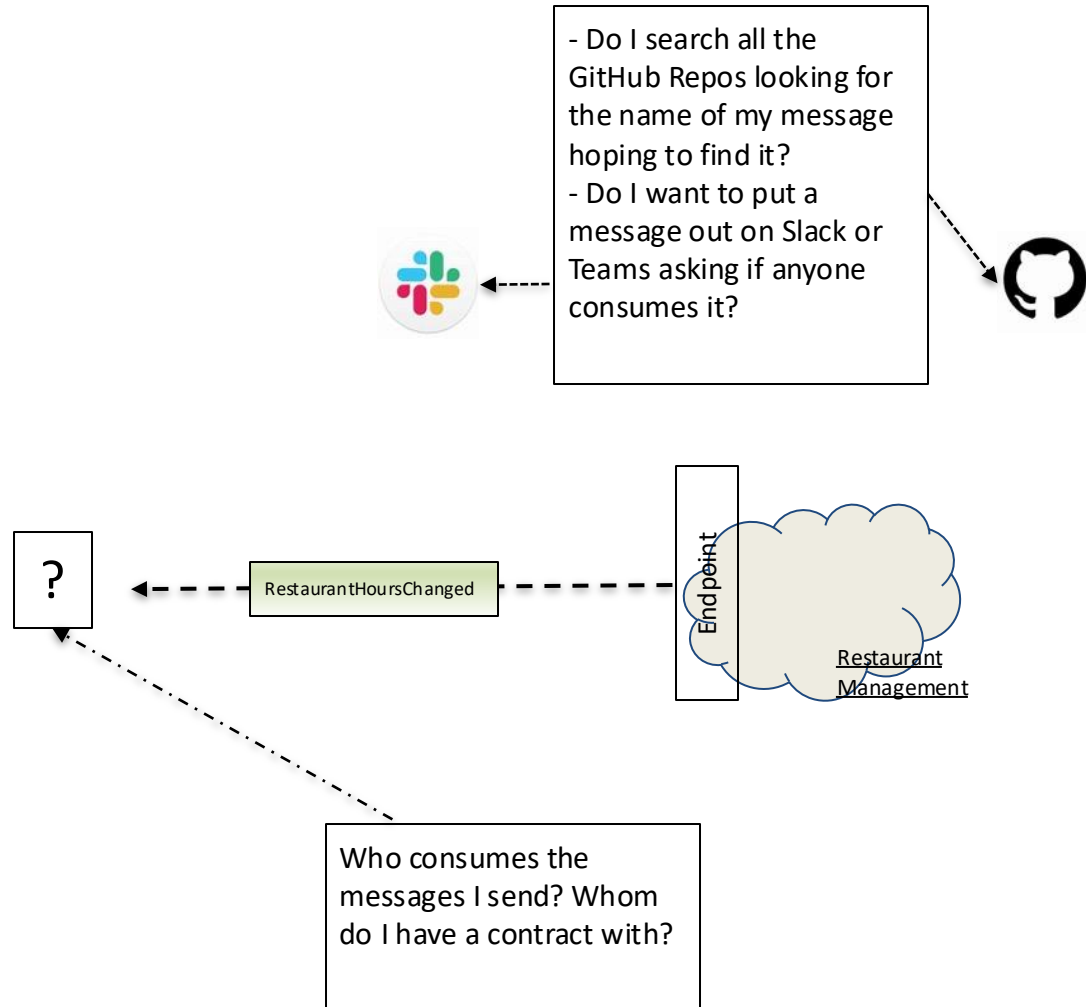 - Do I search all the
GitHub Repos looking for
the name of my message
hoping to find it?
- Do I want to put a
message out on Slack or
Teams asking if anyone
consumes it?
Endpoint
?
RestaurantHoursChanged
Restaurant
Management
Who consumes the
messages I send? Whom
do I have a contract with?